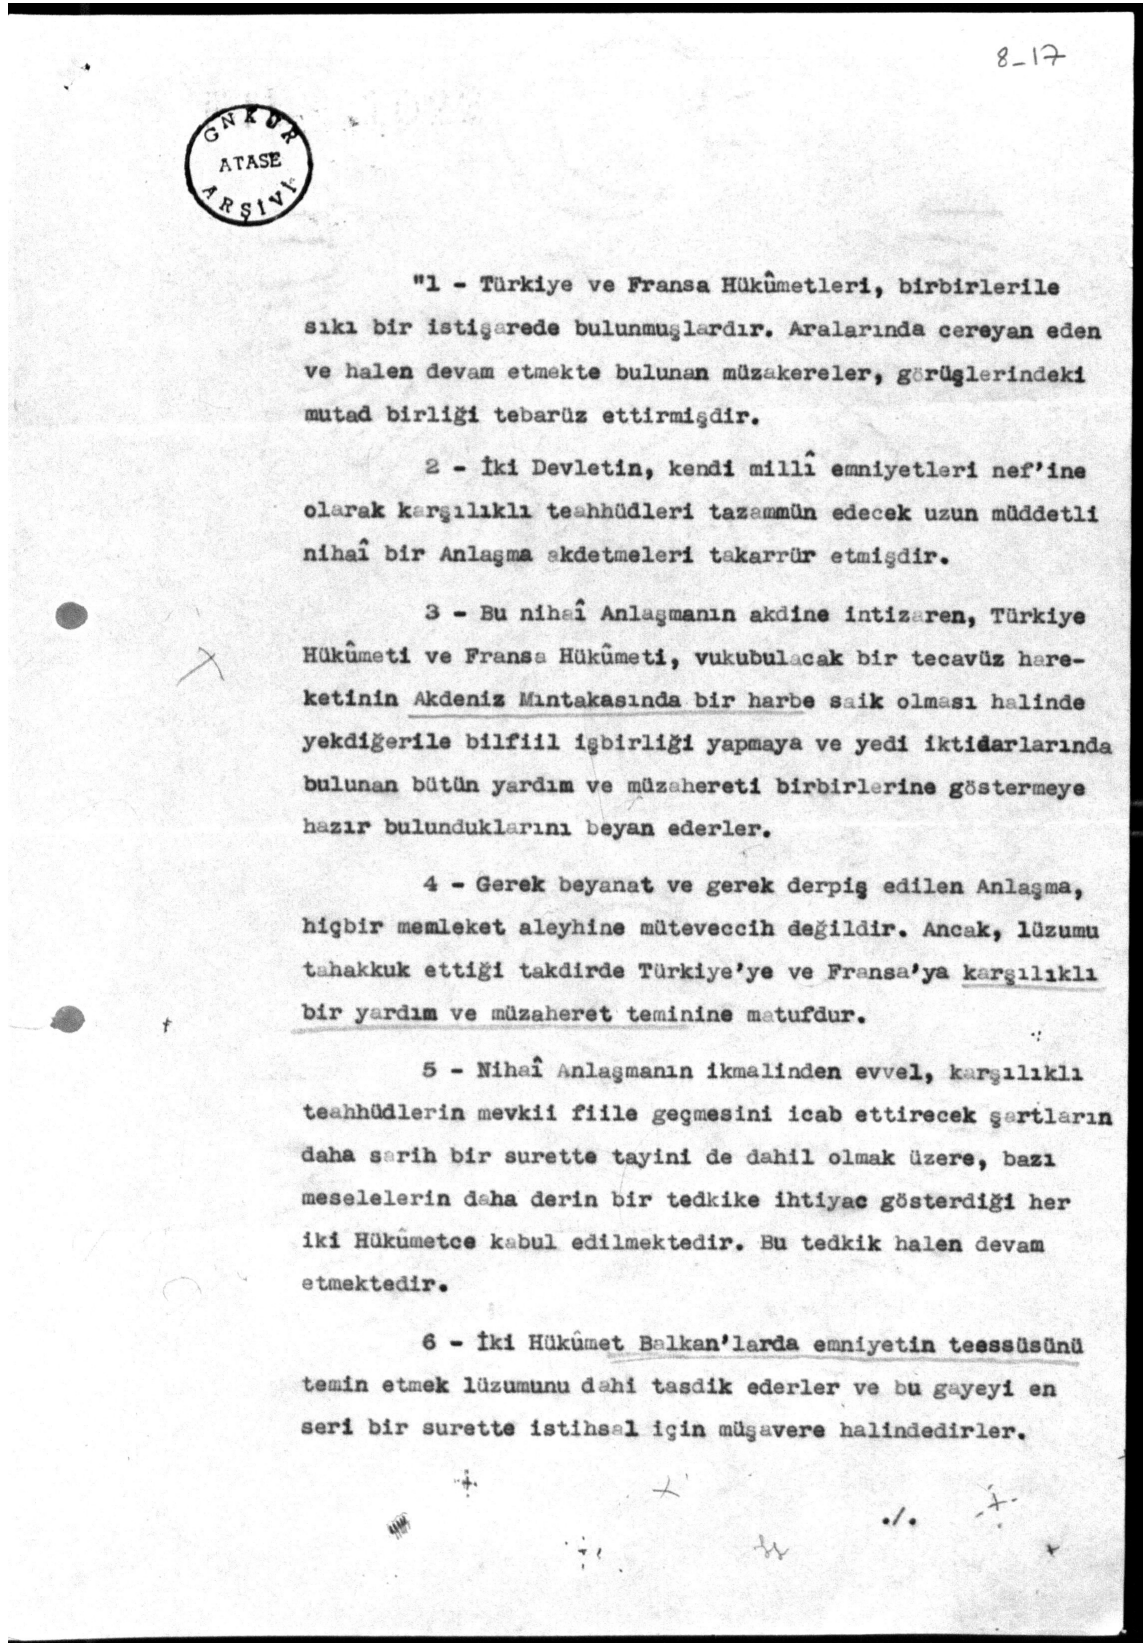 8-17
GNKUR
ATASE
ARŞİVİ
"1 - Türkiye ve Fransa Hükûmetleri, birbirlerile
sıkı bir istişarede bulunmuşlardır. Aralarında cereyan eden
ve halen devam etmekte bulunan müzakereler, görüşlerindeki
mutad birliği tebarüz ettirmişdir.
2 - İki Devletin, kendi millî emniyetleri nef'ine
olarak karşılıklı teahhüdleri tazammün edecek uzun müddetli
nihaî bir Anlaşma akdetmeleri takarrür etmişdir.
3 - Bu nihaî Anlaşmanın akdine intizaren, Türkiye
Hükûmeti ve Fransa Hükûmeti, vukubulacak bir tecavüz hare-
ketinin Akdeniz Mıntakasında bir harbe saik olması halinde
yekdiğerile bilfiil işbirliği yapmaya ve yedi iktidarlarında
bulunan bütün yardım ve müzahereti birbirlerine göstermeye
hazır bulunduklarını beyan ederler.
4 - Gerek beyanat ve gerek derpiş edilen Anlaşma,
hiçbir memleket aleyhine müteveccih değildir. Ancak, lüzumu
tahakkuk ettiği takdirde Türkiye'ye ve Fransa'ya karşılıklı
bir yardım ve müzaheret teminine matufdur.
5 - Nihaî Anlaşmanın ikmalinden evvel, karşılıklı
teahhüdlerin mevkii fiile geçmesini icab ettirecek şartların
daha sarih bir surette tayini de dahil olmak üzere, bazı
meselelerin daha derin bir tedkike ihtiyac gösterdiği her
iki Hükûmetce kabul edilmektedir. Bu tedkik halen devam
etmektedir.
6 - İki Hükûmet Balkan'larda emniyetin teessüsünü
temin etmek lüzumunu dahi tasdik ederler ve bu gayeyi en
seri bir surette istihsal için müşavere halindedirler.
./.